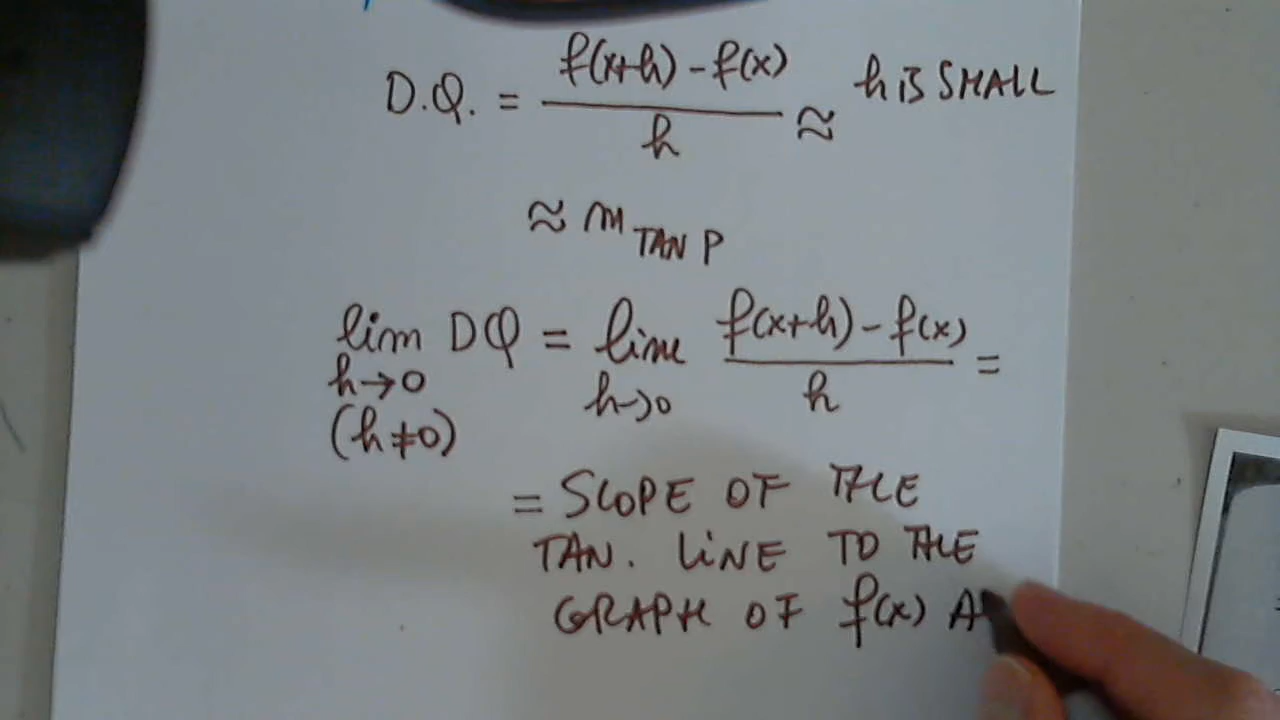 D.Q. = f(x+h) - f(x) / h ≈ h is SMALL
≈ m TAN P
lim h→0 (h≠0) DQ = lim h→0 f(x+h) - f(x) / h =
= SLOPE OF THE
TAN. LINE TO THE
GRAPH OF f(x) A